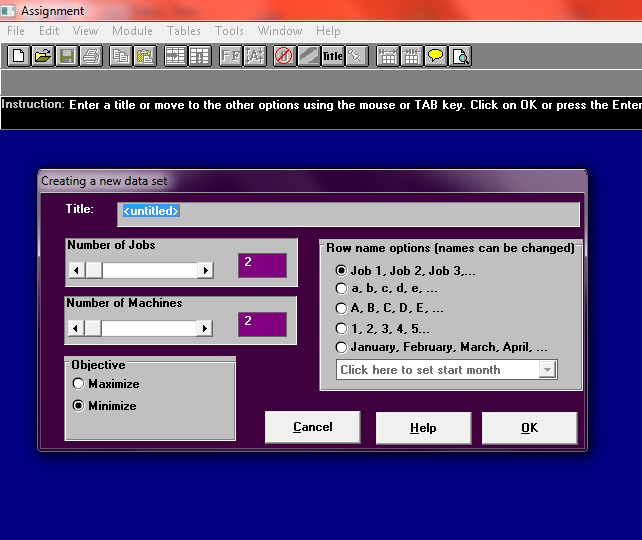 Assignment
File Edit View Module Tables Tools Window Help
Title
Instruction: Enter a title or move to the other options using the mouse or TAB key. Click on OK or press the Enter
Creating a new data set
Title: <untitled>
Number of Jobs
2
Number of Machines
2
Objective
Maximize
Minimize
Row name options (names can be changed)
Job 1, Job 2, Job 3,...
a, b, c, d, e, ...
A, B, C, D, E, ...
1, 2, 3, 4, 5...
January, February, March, April, ...
Click here to set start month
Cancel
Help
OK